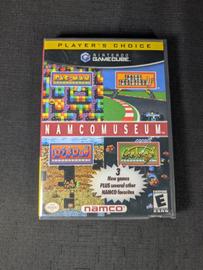 PLAYER'S CHOICE
NINTENDO
GAMECUBE
PAC-MAN
NAMCOMUSEUM
3
New games
PLUS several other
NAMCO favorites
namco
E